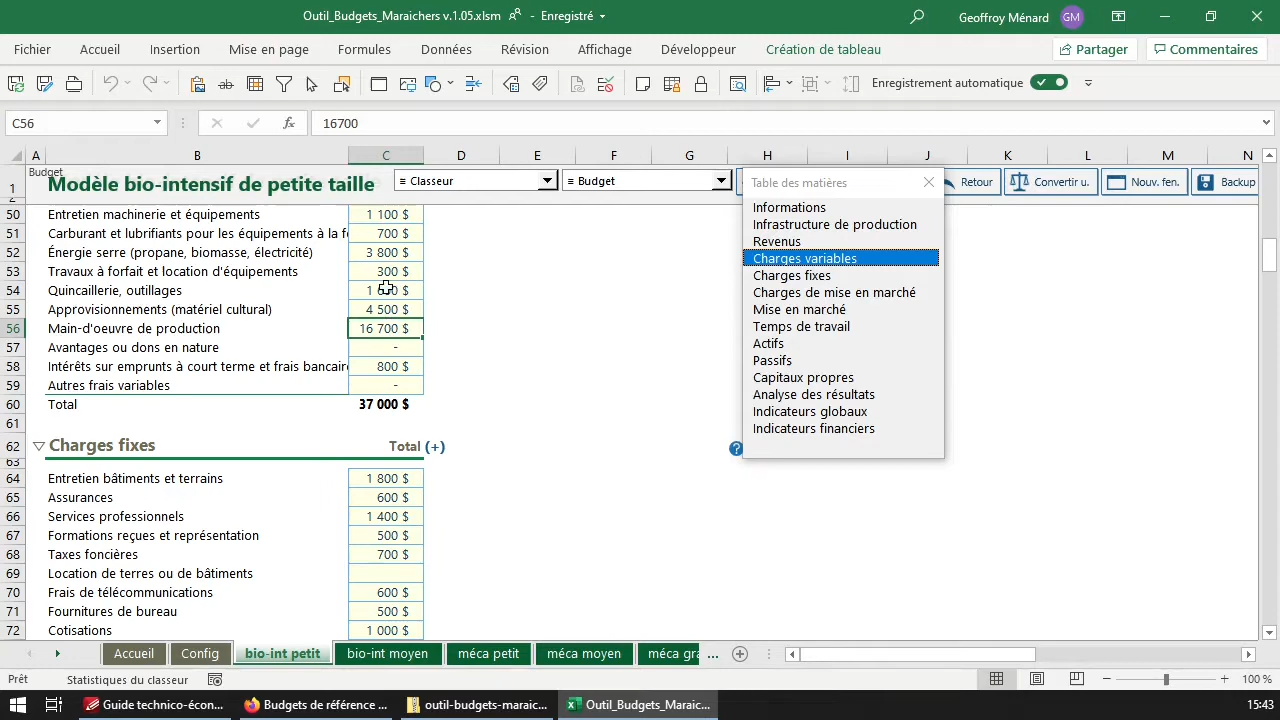 Outil_Budgets_Maraichers v.1.05.xlsm - Enregistré
Geoffroy Ménard GM
Fichier Accueil Insertion Mise en page Formules Données Révision Affichage Développeur Création de tableau Partager Commentaires
Enregistrement automatique
C56 fx 16700
A B C D E F G H I J K L M N
Budget
1 Modèle bio-intensif de petite taille ≡ Classeur ≡ Budget Retour Convertir u. Nouv. fen. Backup
2
50 Entretien machinerie et équipements 1 100 $
51 Carburant et lubrifiants pour les équipements à la f 700 $
52 Énergie serre (propane, biomasse, électricité) 3 800 $
53 Travaux à forfait et location d'équipements 300 $
54 Quincaillerie, outillages
55 Approvisionnements (matériel cultural) 4 500 $
56 Main-d'oeuvre de production 16 700 $
57 Avantages ou dons en nature -
58 Intérêts sur emprunts à court terme et frais bancair 800 $
59 Autres frais variables -
60 Total 37 000 $
61
62 Charges fixes Total (+) ?
63
64 Entretien bâtiments et terrains 1 800 $
65 Assurances 600 $
66 Services professionnels 1 400 $
67 Formations reçues et représentation 500 $
68 Taxes foncières 700 $
69 Location de terres ou de bâtiments
70 Frais de télécommunications 600 $
71 Fournitures de bureau 500 $
72 Cotisations 1 000 $
Table des matières
Informations
Infrastructure de production
Revenus
Charges variables
Charges fixes
Charges de mise en marché
Mise en marché
Temps de travail
Actifs
Passifs
Capitaux propres
Analyse des résultats
Indicateurs globaux
Indicateurs financiers
Accueil Config bio-int petit bio-int moyen méca petit méca moyen méca gra ...
Prêt Statistiques du classeur 100 %
Guide technico-écon... Budgets de référence ... outil-budgets-maraic... Outil_Budgets_Maraic... 15:43